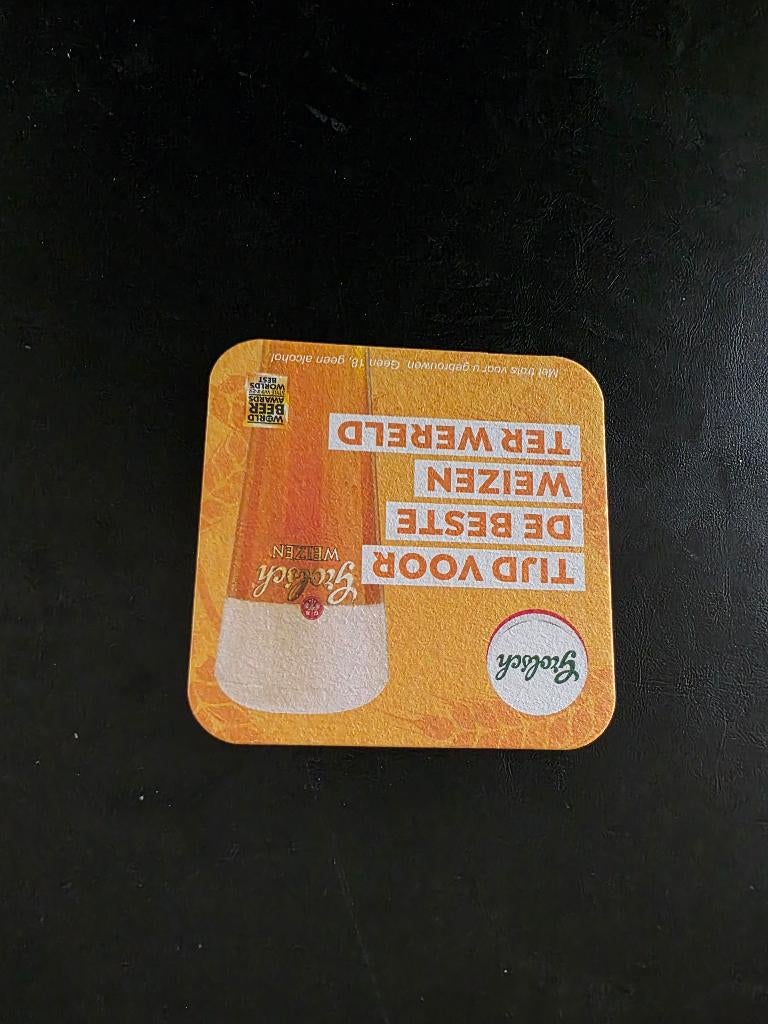 Grolsch
TIJD VOOR
DE BESTE
WEIZEN
TER WERELD
Grolsch
WEIZEN
WORLD
BEER
AWARDS
WORLDS
BEST
Met trots voor u gebrouwen. Geen 18, geen alcohol